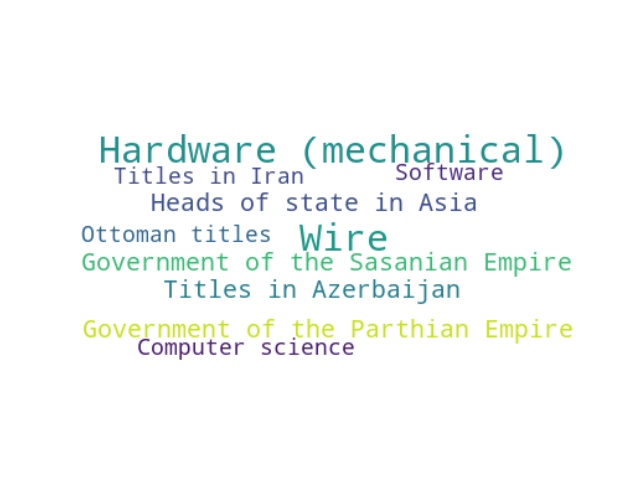 Hardware (mechanical)
Titles in Iran
Software
Heads of state in Asia
Ottoman titles
Wire
Government of the Sasanian Empire
Titles in Azerbaijan
Government of the Parthian Empire
Computer science